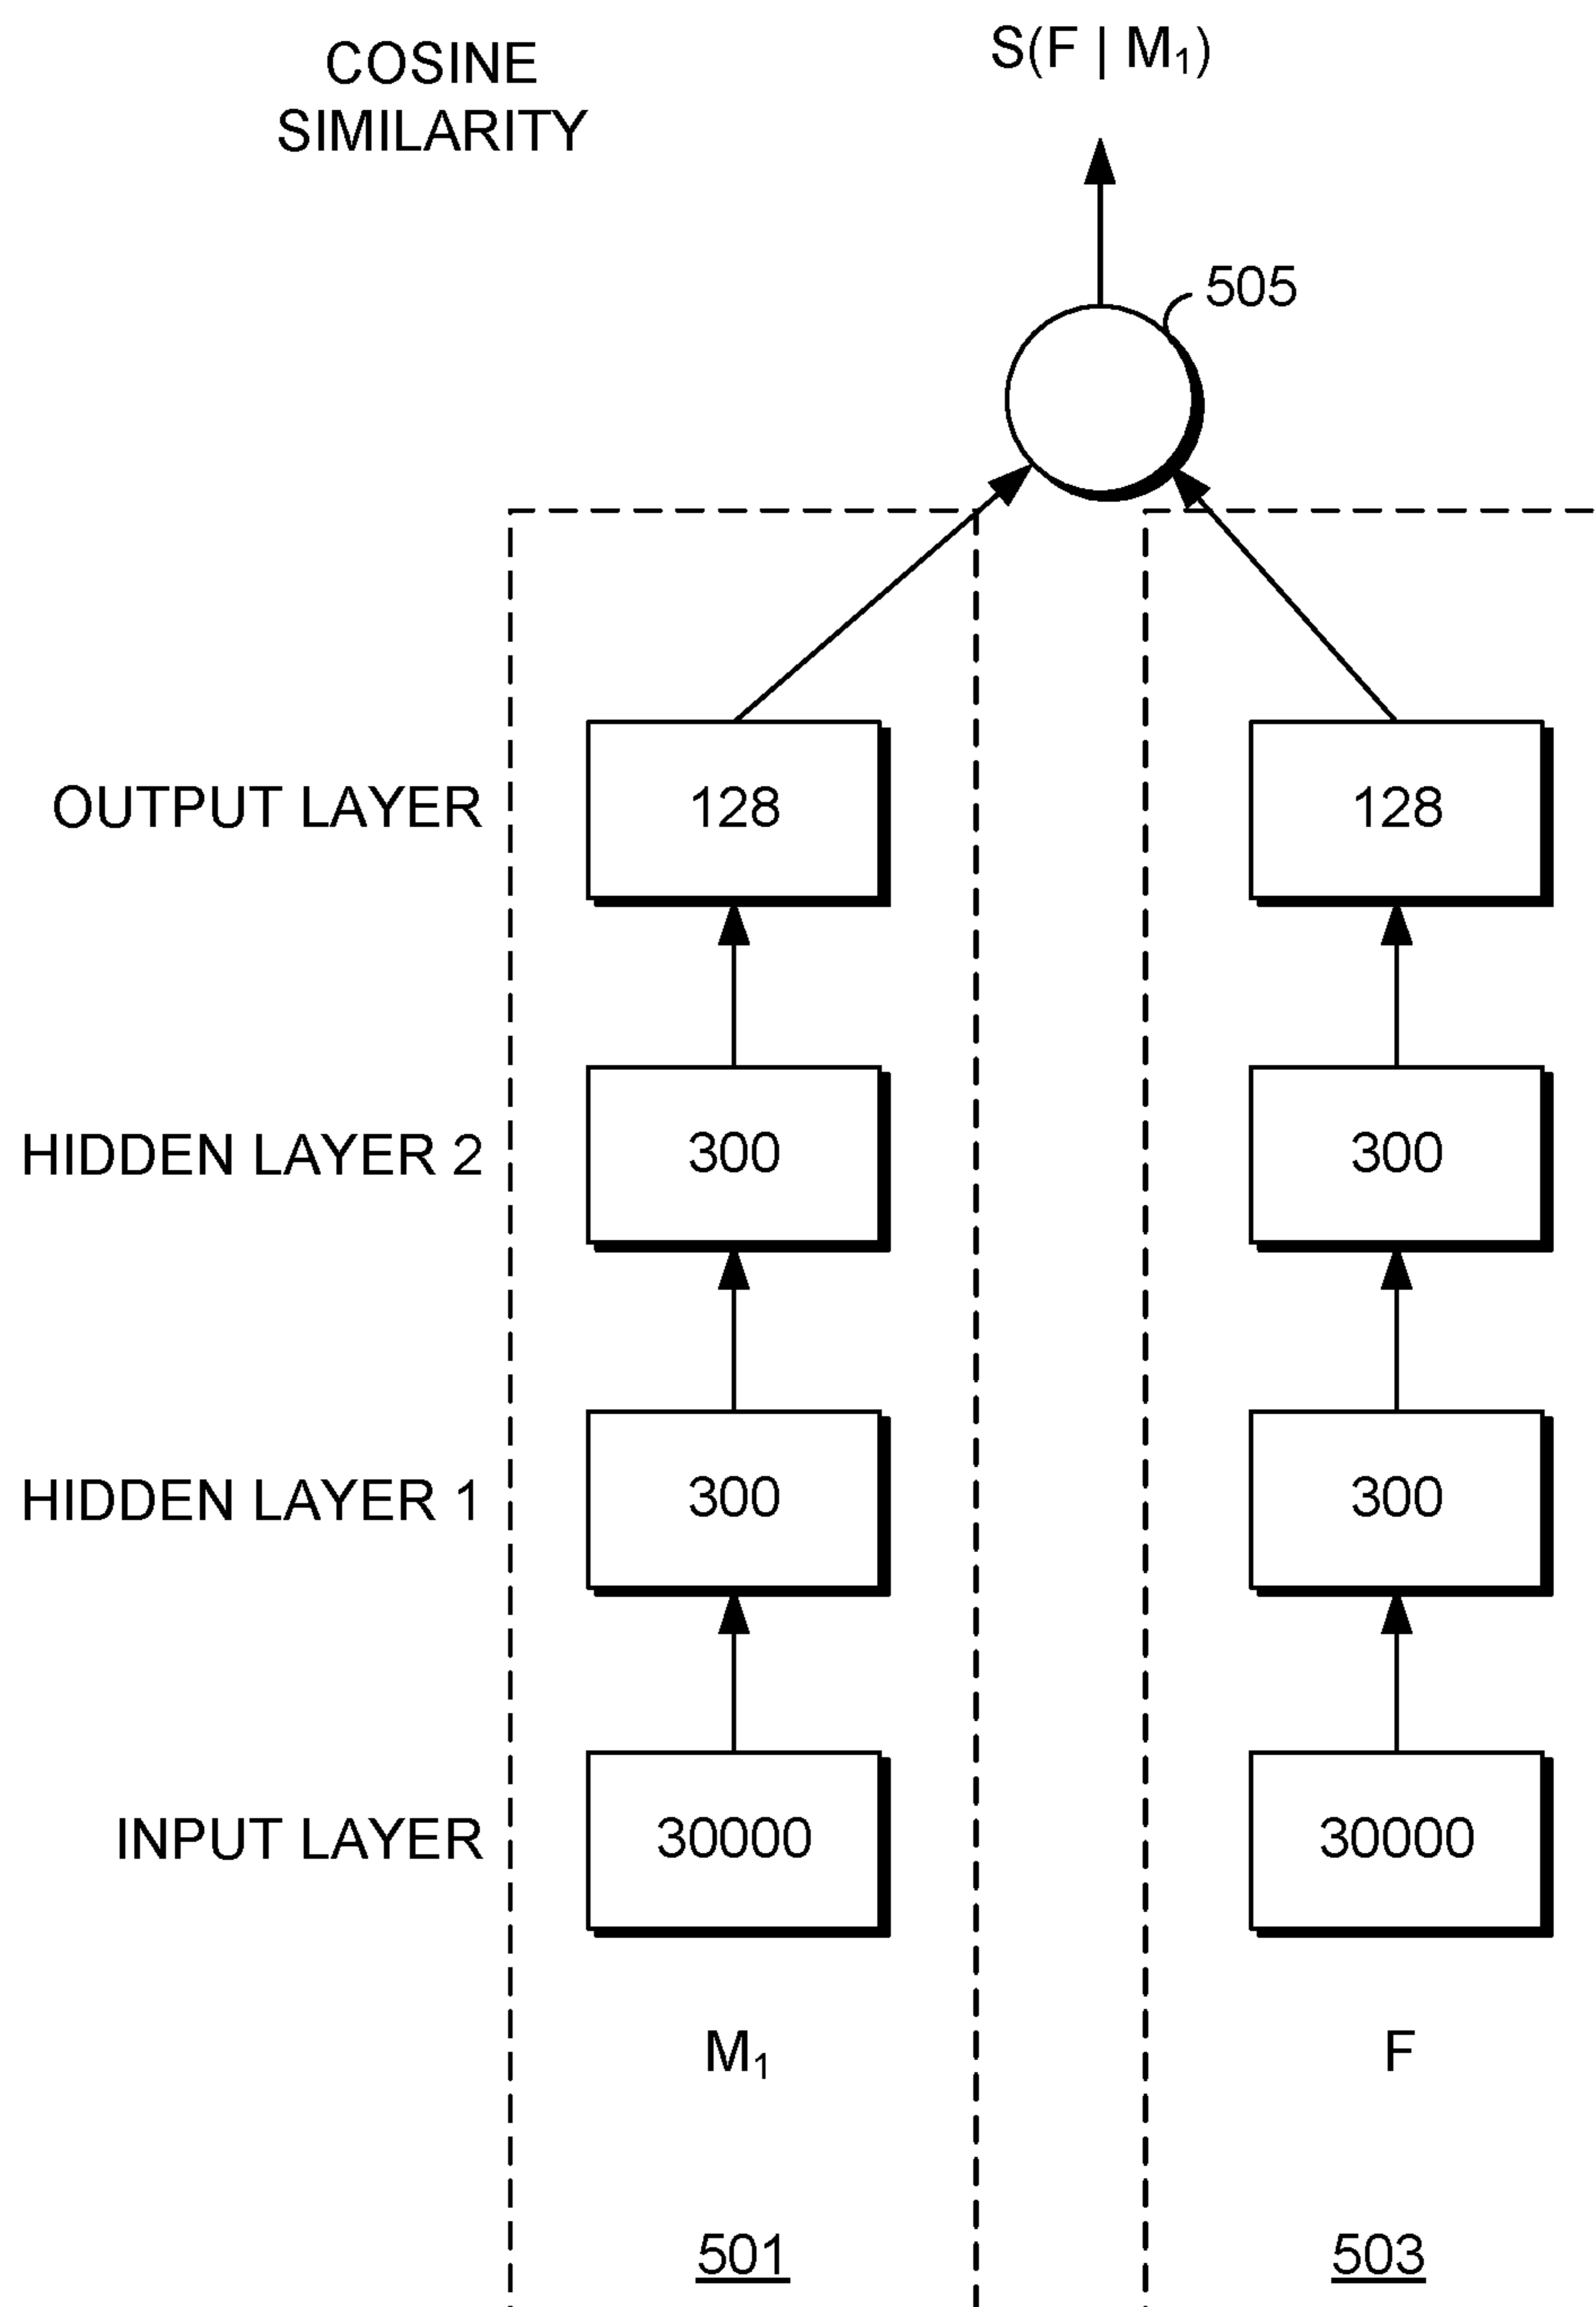 COSINE
SIMILARITY
S(F | M₁)
505
OUTPUT LAYER 128 128
HIDDEN LAYER 2 300 300
HIDDEN LAYER 1 300 300
INPUT LAYER 30000 30000
M₁ F
501 503